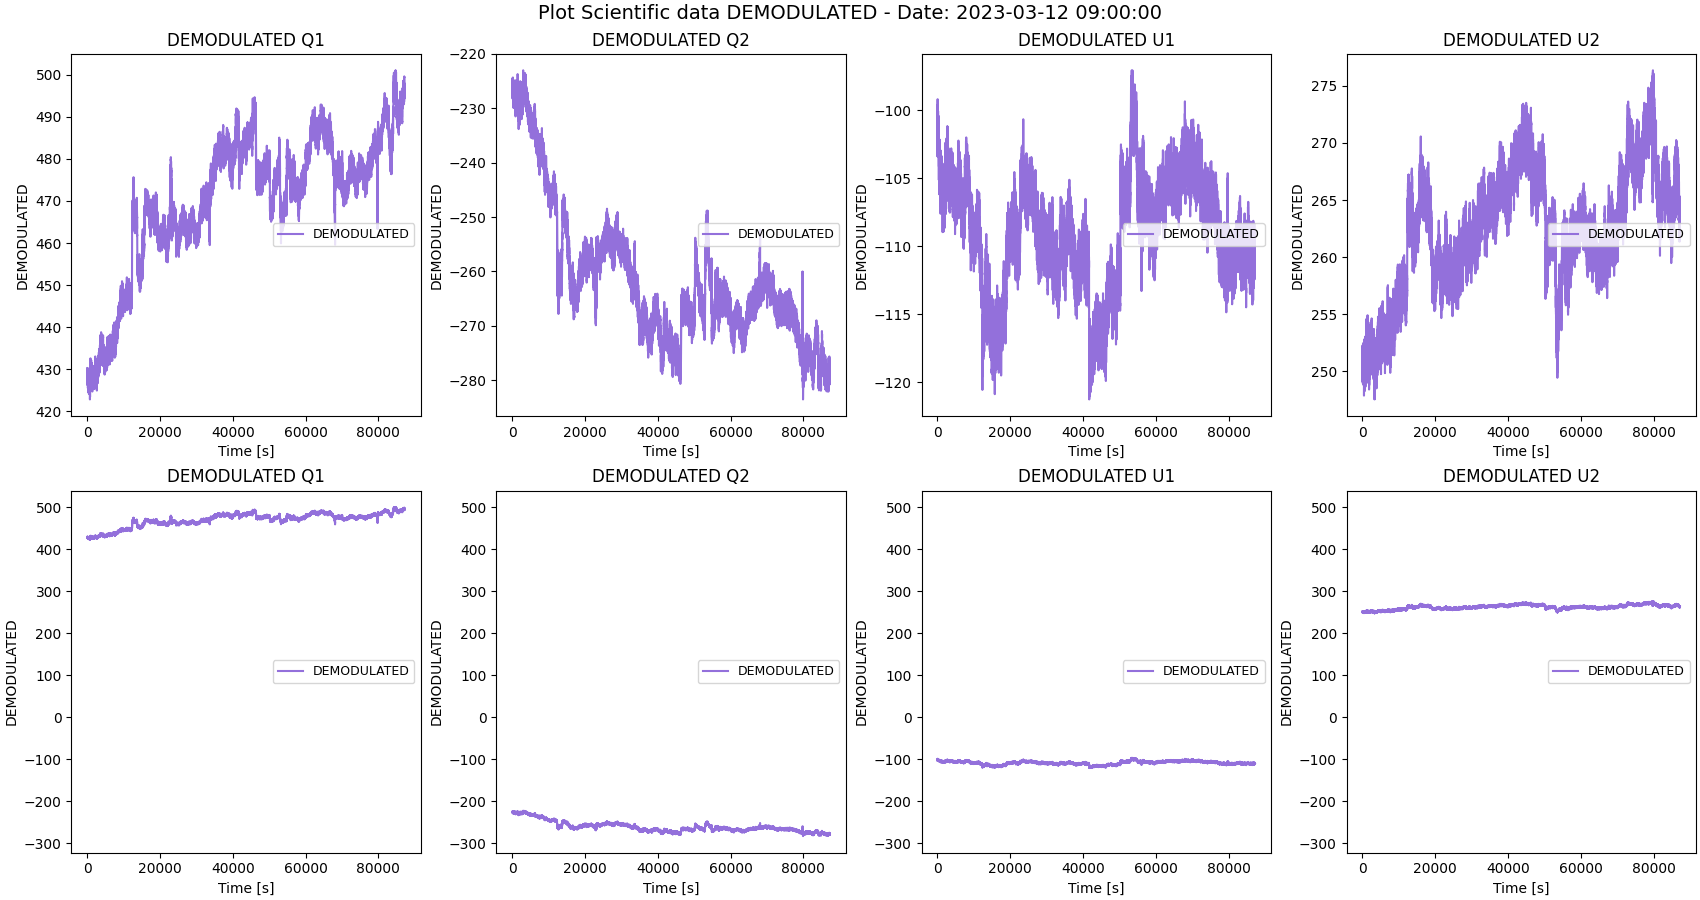 Plot Scientific data DEMODULATED - Date: 2023-03-12 09:00:00
DEMODULATED Q1
DEMODULATED
500
490
480
470
460
450
440
430
420
0 20000 40000 60000 80000
Time [s]
DEMODULATED
DEMODULATED Q2
DEMODULATED
−220
−230
−240
−250
−260
−270
−280
0 20000 40000 60000 80000
Time [s]
DEMODULATED
DEMODULATED U1
DEMODULATED
−100
−105
−110
−115
−120
0 20000 40000 60000 80000
Time [s]
DEMODULATED
DEMODULATED U2
DEMODULATED
275
270
265
260
255
250
0 20000 40000 60000 80000
Time [s]
DEMODULATED
DEMODULATED Q1
DEMODULATED
500
400
300
200
100
0
−100
−200
−300
0 20000 40000 60000 80000
Time [s]
DEMODULATED
DEMODULATED Q2
DEMODULATED
500
400
300
200
100
0
−100
−200
−300
0 20000 40000 60000 80000
Time [s]
DEMODULATED
DEMODULATED U1
DEMODULATED
500
400
300
200
100
0
−100
−200
−300
0 20000 40000 60000 80000
Time [s]
DEMODULATED
DEMODULATED U2
DEMODULATED
500
400
300
200
100
0
−100
−200
−300
0 20000 40000 60000 80000
Time [s]
DEMODULATED